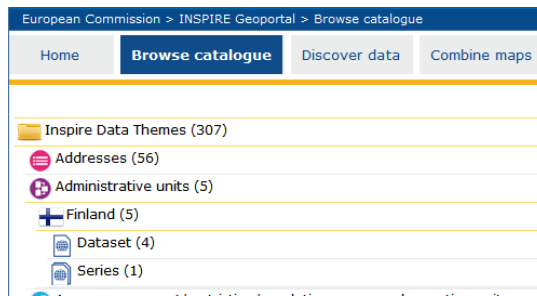 European Commission > INSPIRE Geoportal > Browse catalogue
Home Browse catalogue Discover data Combine maps
Inspire Data Themes (307)
Addresses (56)
Administrative units (5)
Finland (5)
Dataset (4)
Series (1)